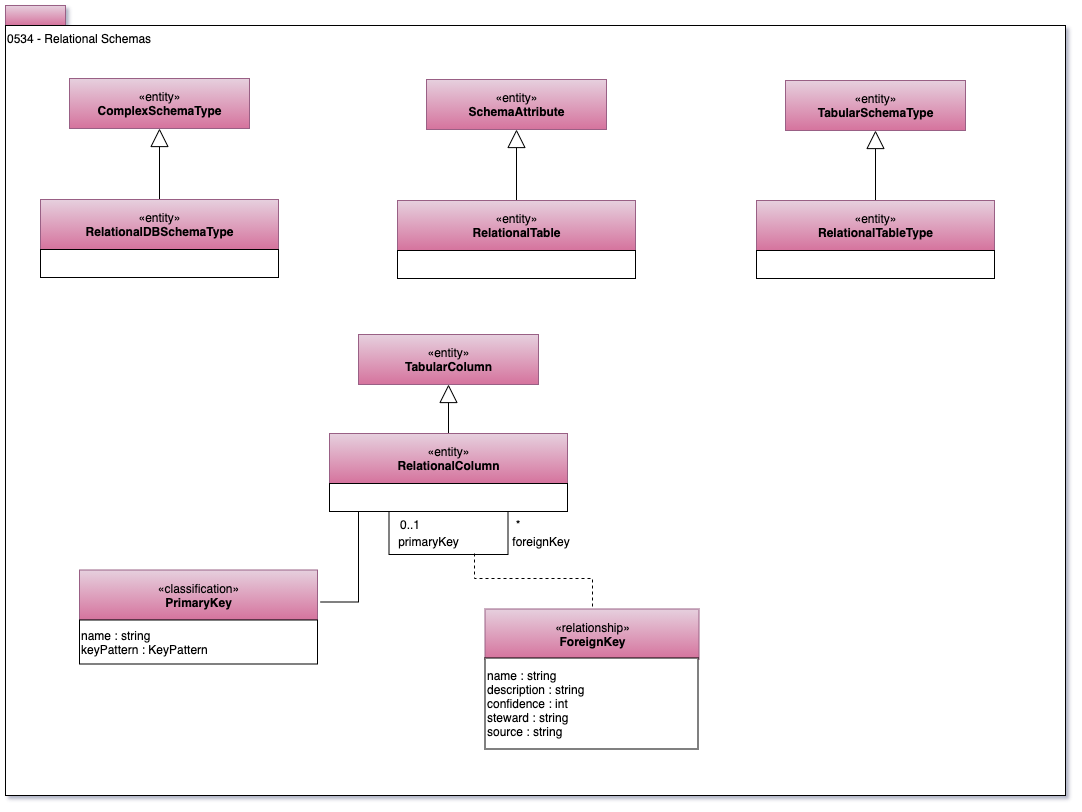 0534 - Relational Schemas
«entity»
ComplexSchemaType
«entity»
SchemaAttribute
«entity»
TabularSchemaType
«entity»
RelationalDBSchemaType
«entity»
RelationalTable
«entity»
RelationalTableType
«entity»
TabularColumn
«entity»
RelationalColumn
0..1
*
primaryKey
foreignKey
«classification»
PrimaryKey
name : string
keyPattern : KeyPattern
«relationship»
ForeignKey
name : string
description : string
confidence : int
steward : string
source : string